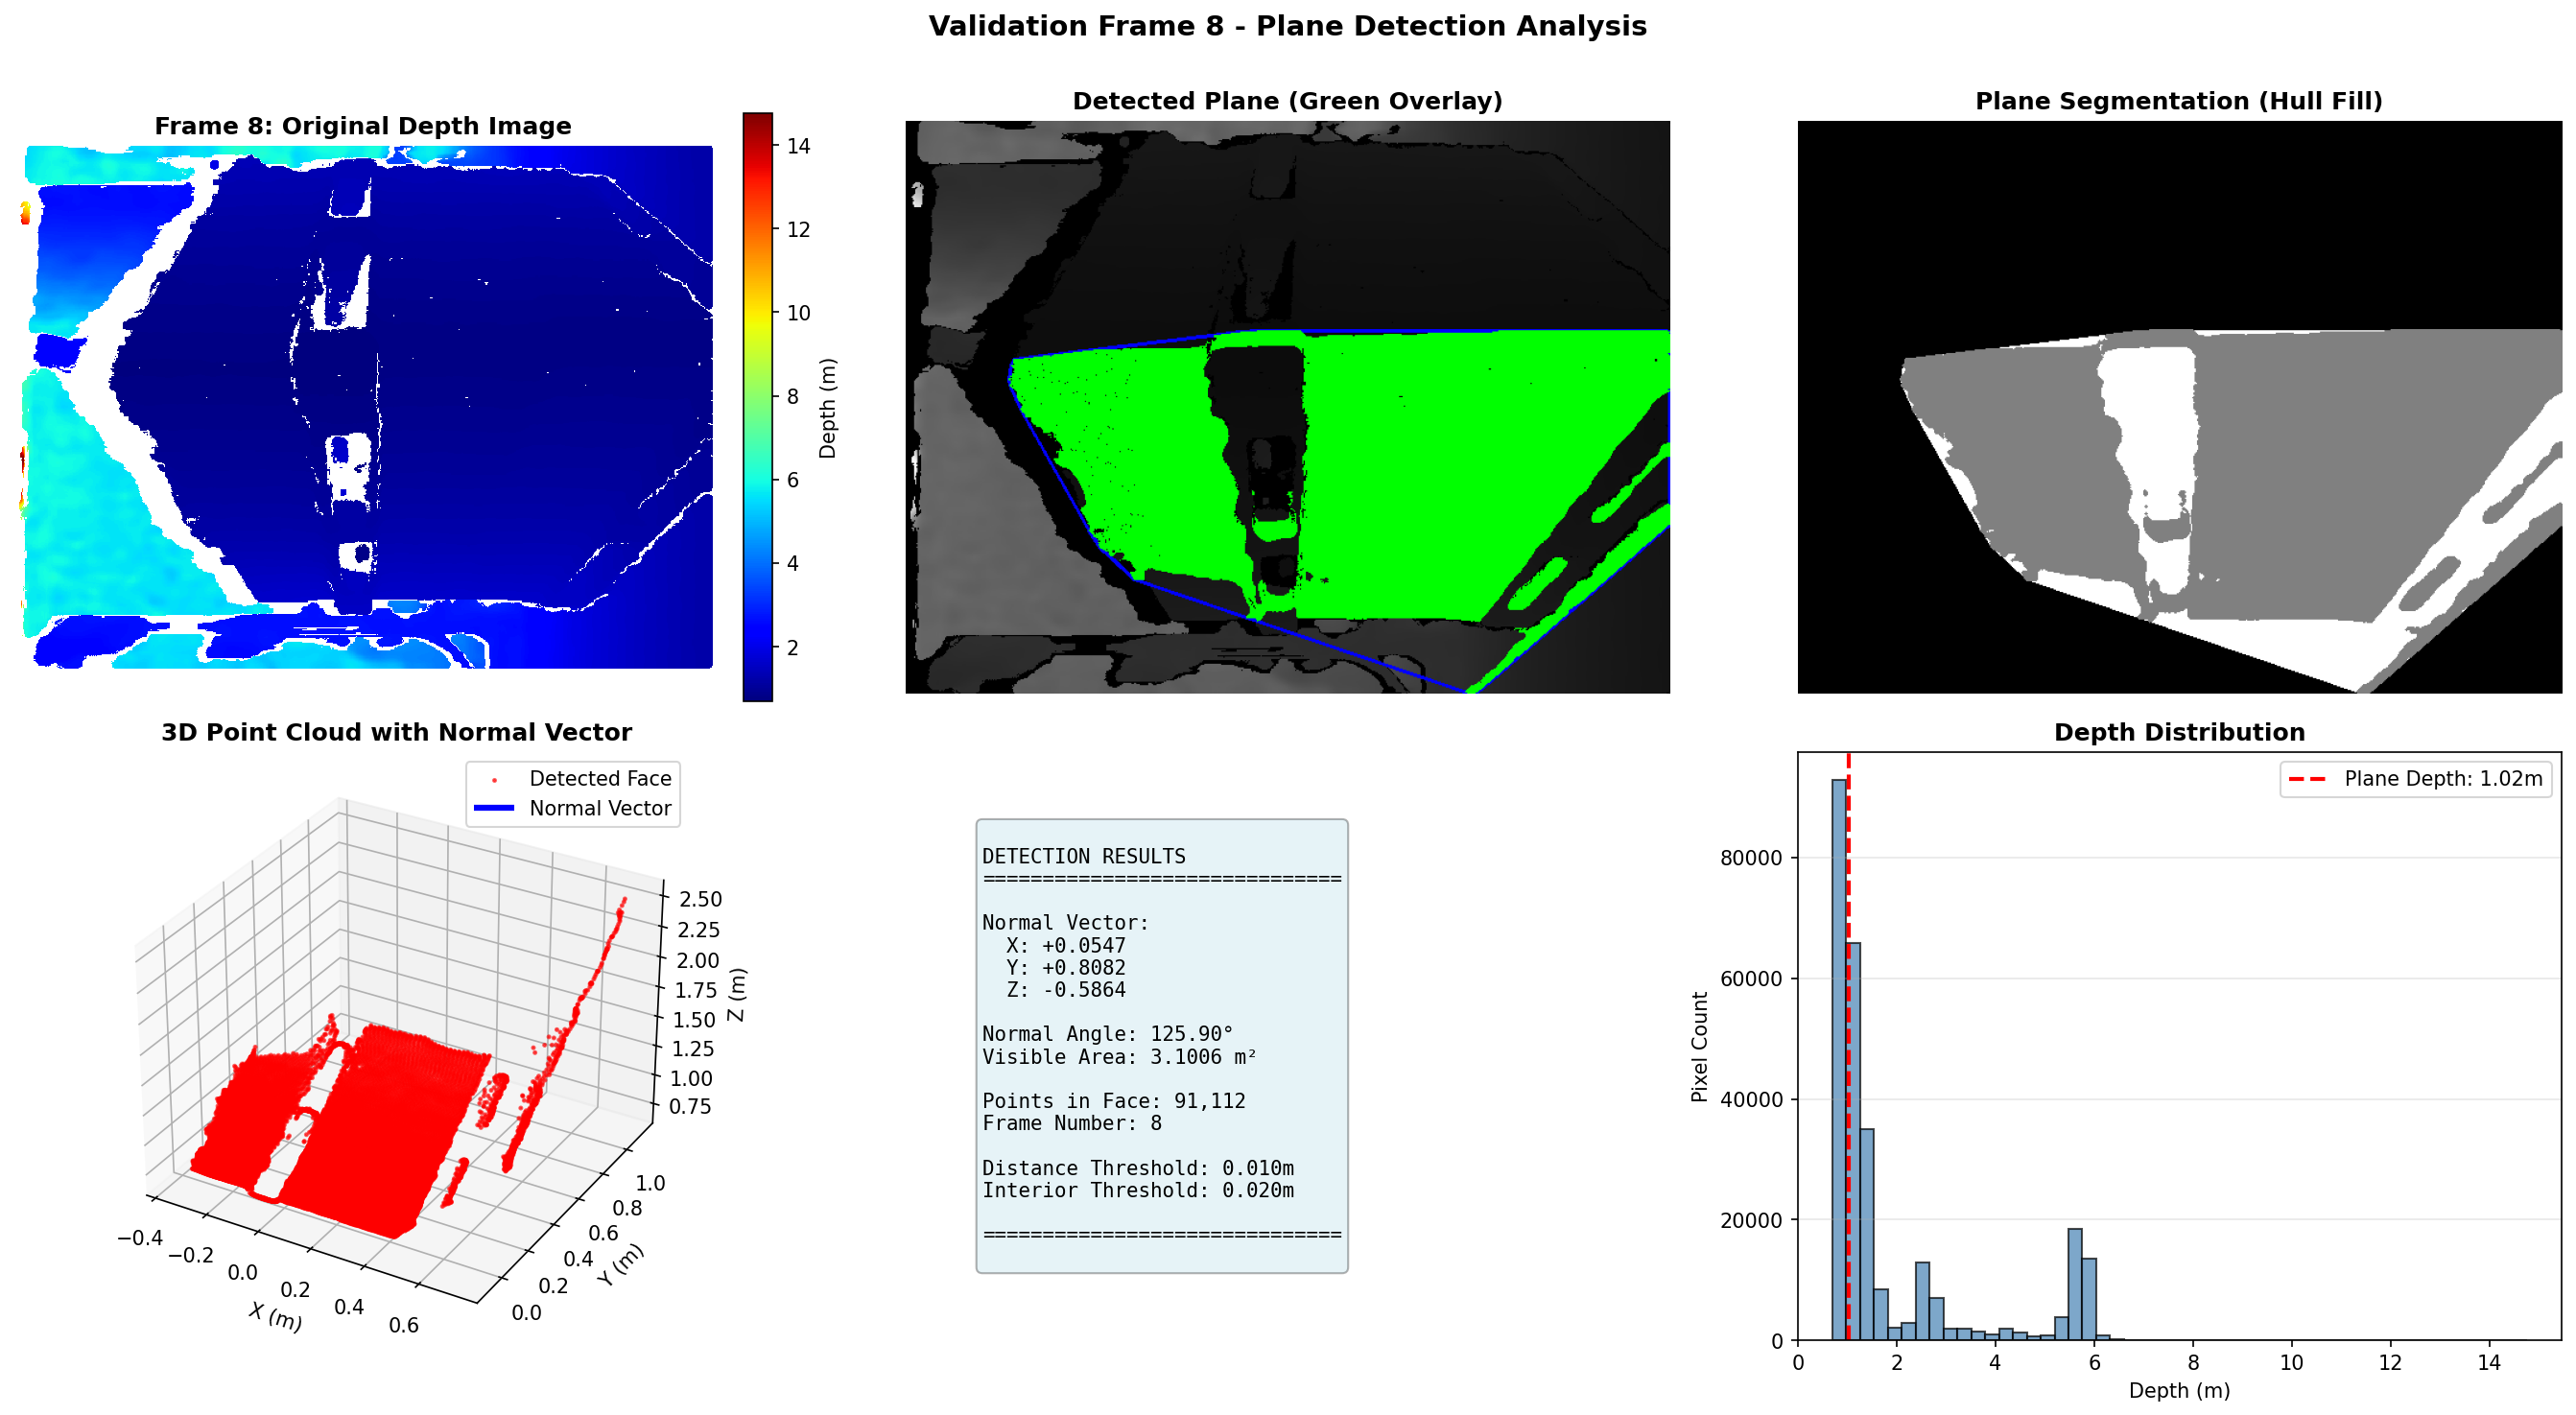 Validation Frame 8 - Plane Detection Analysis
Frame 8: Original Depth Image
14
12
10
8
6
4
2
Depth (m)
Detected Plane (Green Overlay)
Plane Segmentation (Hull Fill)
3D Point Cloud with Normal Vector
Detected Face
Normal Vector
2.50
2.25
2.00
1.75
1.50
1.25
1.00
0.75
Z (m)
1.0
0.8
0.6
0.4
0.2
0.0
Y (m)
−0.4
−0.2
0.0
0.2
0.4
0.6
X (m)
DETECTION RESULTS
==============================
Normal Vector:
X: +0.0547
Y: +0.8082
Z: -0.5864
Normal Angle: 125.90°
Visible Area: 3.1006 m²
Points in Face: 91,112
Frame Number: 8
Distance Threshold: 0.010m
Interior Threshold: 0.020m
==============================
Depth Distribution
Plane Depth: 1.02m
80000
60000
40000
20000
0
Pixel Count
0 2 4 6 8 10 12 14
Depth (m)